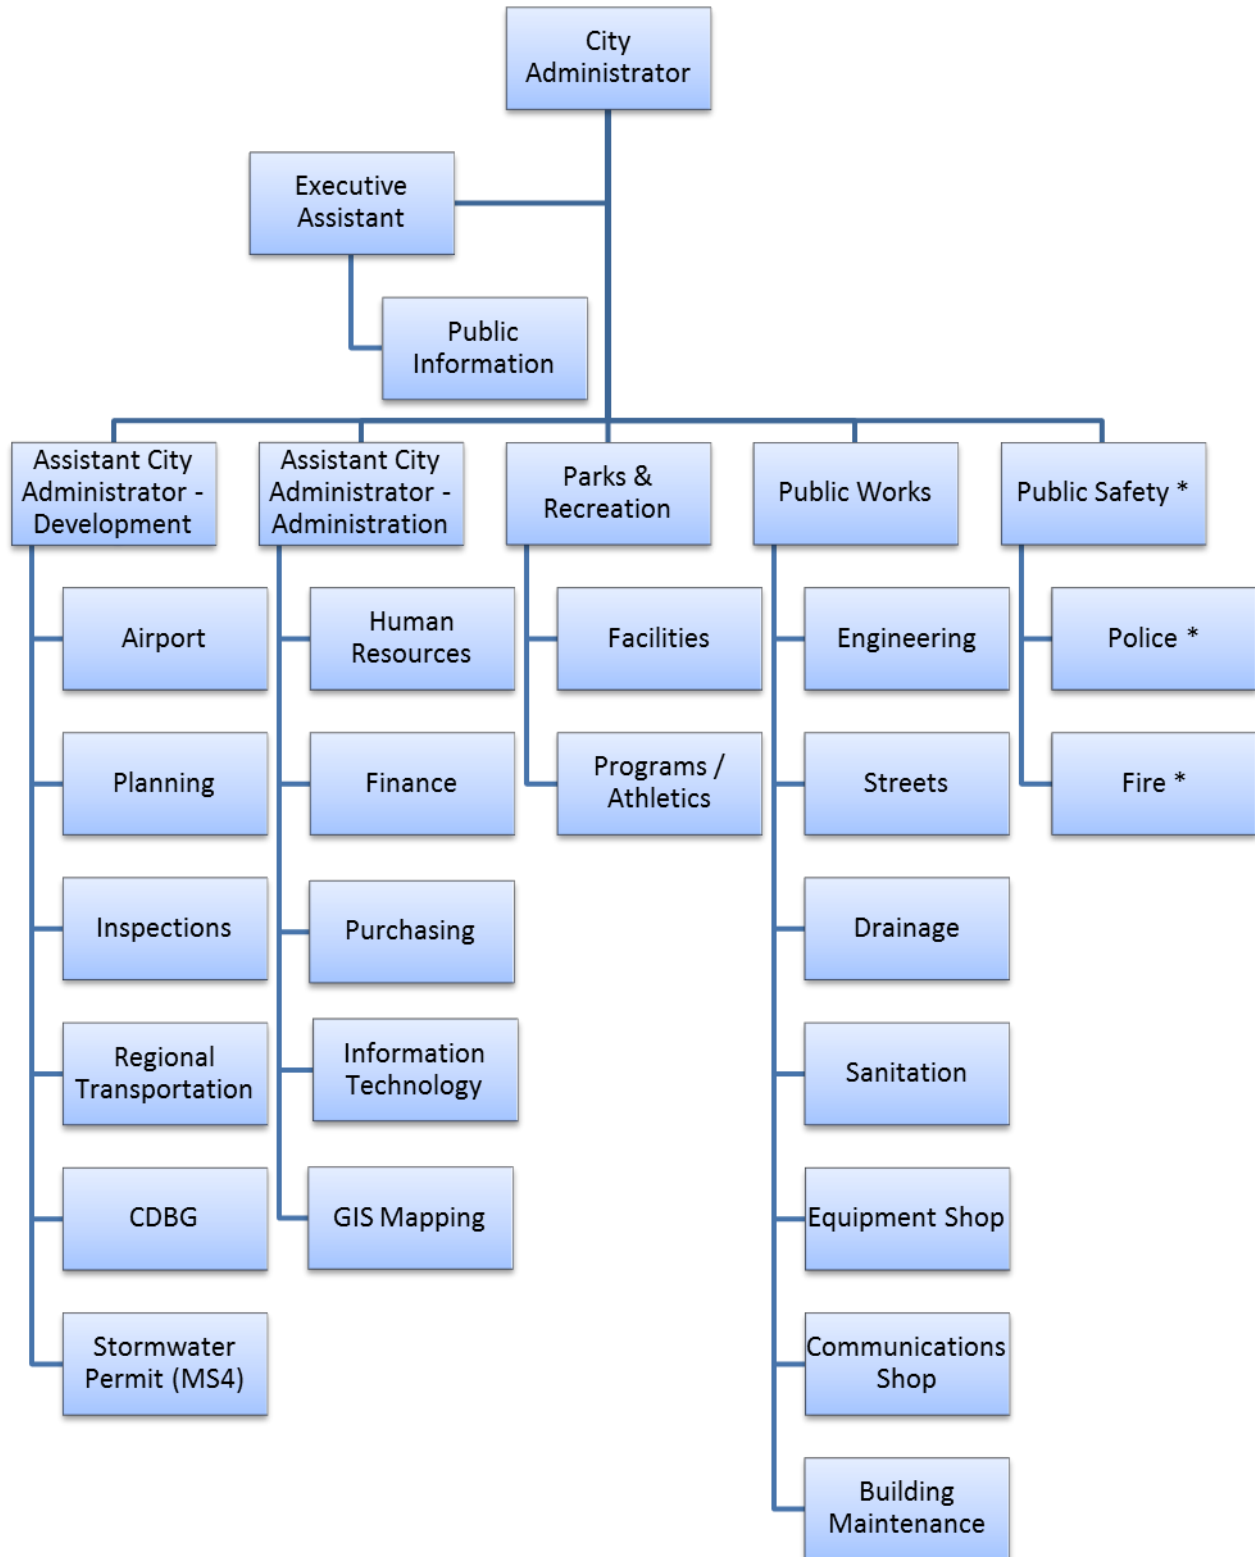 City
Administrator
Executive
Assistant
Public
Information
Assistant City
Administrator -
Development
Assistant City
Administrator -
Administration
Parks &
Recreation
Public Works
Public Safety *
Airport
Human
Resources
Facilities
Engineering
Police *
Planning
Finance
Programs /
Athletics
Streets
Fire *
Inspections
Purchasing
Drainage
Regional
Transportation
Information
Technology
Sanitation
CDBG
GIS Mapping
Equipment Shop
Stormwater
Permit (MS4)
Communications
Shop
Building
Maintenance